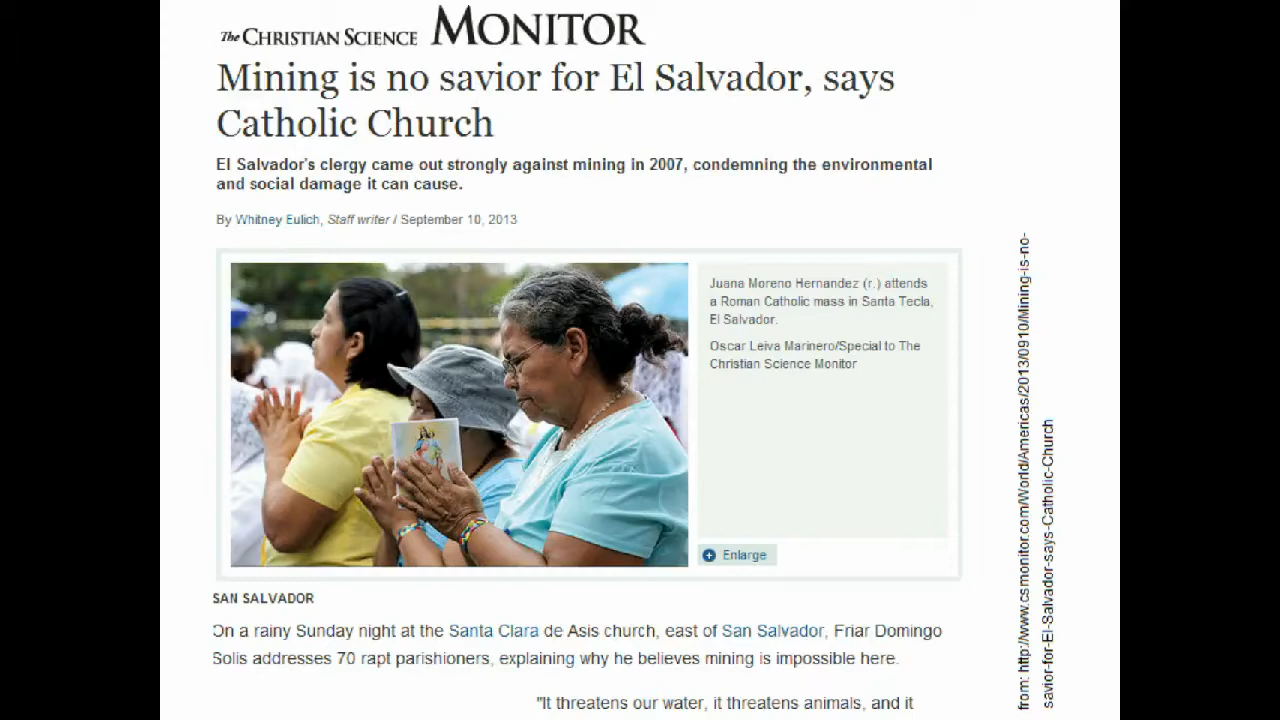 The CHRISTIAN SCIENCE MONITOR
Mining is no savior for El Salvador, says
Catholic Church
El Salvador's clergy came out strongly against mining in 2007, condemning the environmental
and social damage it can cause.
By Whitney Eulich, Staff writer / September 10, 2013
Juana Moreno Hernandez (r.) attends
a Roman Catholic mass in Santa Tecla,
El Salvador.
Oscar Leiva Marinero/Special to The
Christian Science Monitor
Enlarge
SAN SALVADOR
On a rainy Sunday night at the Santa Clara de Asis church, east of San Salvador, Friar Domingo
Solis addresses 70 rapt parishioners, explaining why he believes mining is impossible here.
"It threatens our water, it threatens animals, and it
from: http://www.csmonitor.com/World/Americas/2013/0910/Mining-is-no-
savior-for-El-Salvador-says-Catholic-Church